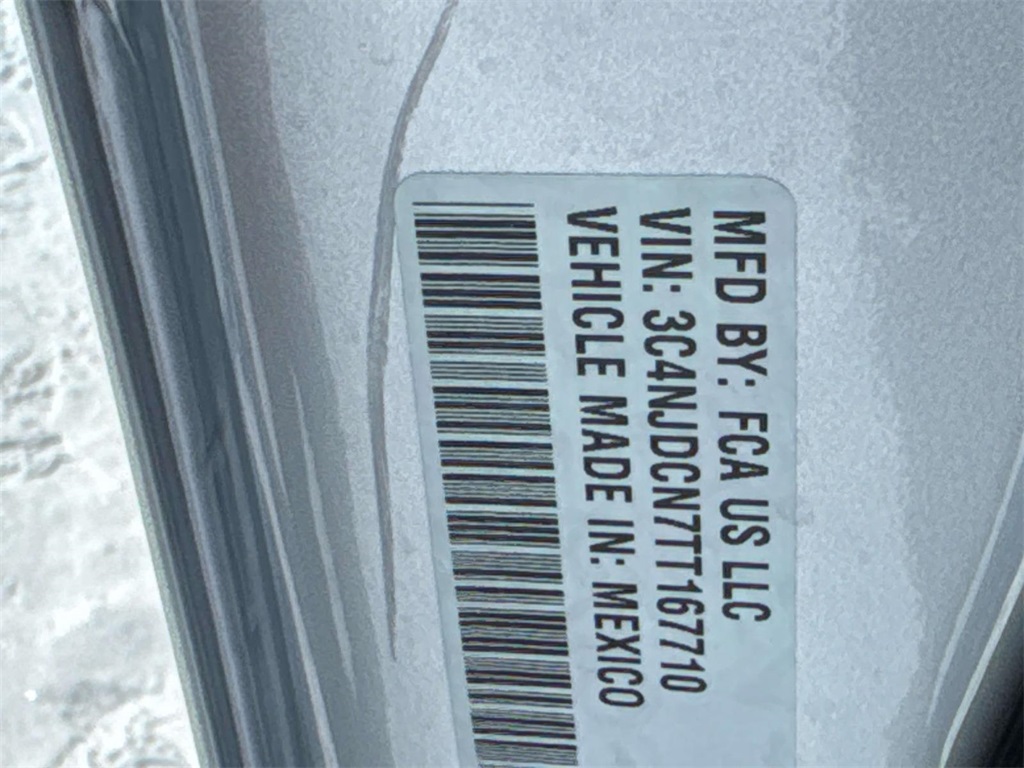 MFD BY: FCA US LLC
VIN: 3C4NJDCN7TT167710
VEHICLE MADE IN: MEXICO